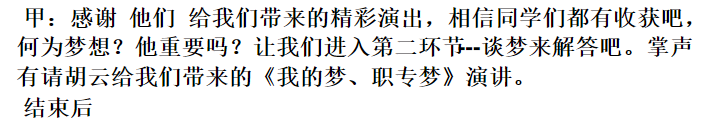 甲：感谢 他们 给我们带来的精彩演出，相信同学们都有收获吧，
何为梦想？他重要吗？让我们进入第二环节--谈梦来解答吧。掌声
有请胡云给我们带来的《我的梦、职专梦》演讲。
结束后